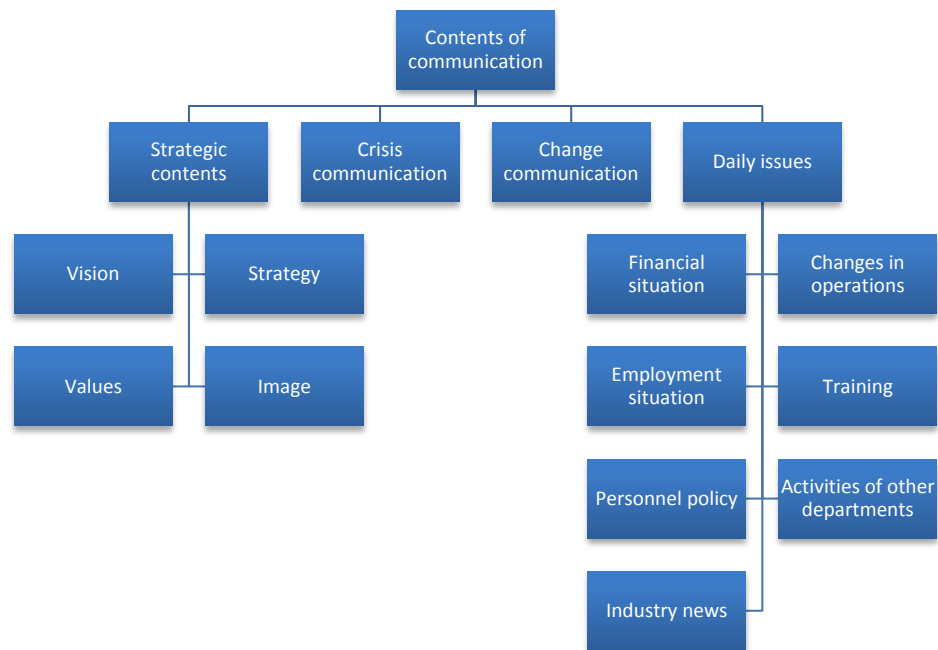 Contents of
communication
Strategic
contents
Crisis
communication
Change
communication
Daily issues
Vision
Strategy
Financial
situation
Changes in
operations
Values
Image
Employment
situation
Training
Personnel policy
Activities of other
departments
Industry news